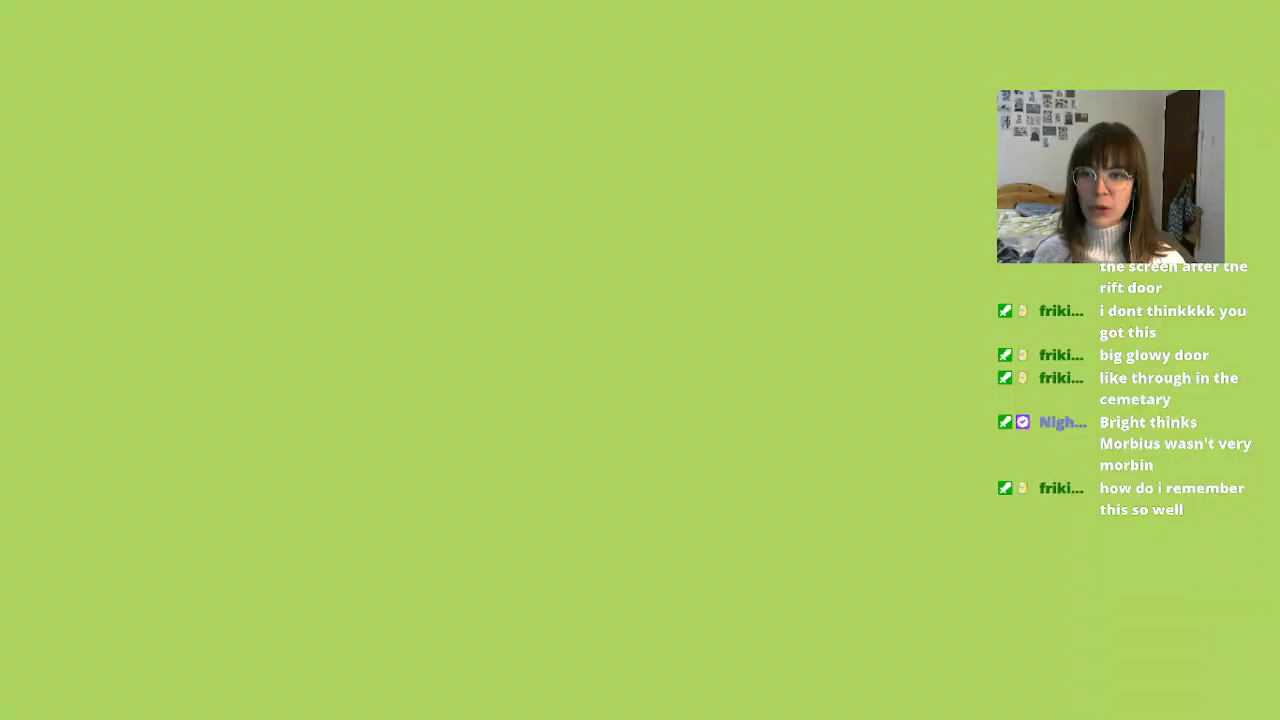 the screen after the
rift door
friki... i dont thinkkkk you
got this
friki... big glowy door
friki... like through in the
cemetary
Nigh... Bright thinks
Morbius wasn't very
morbin
friki... how do i remember
this so well